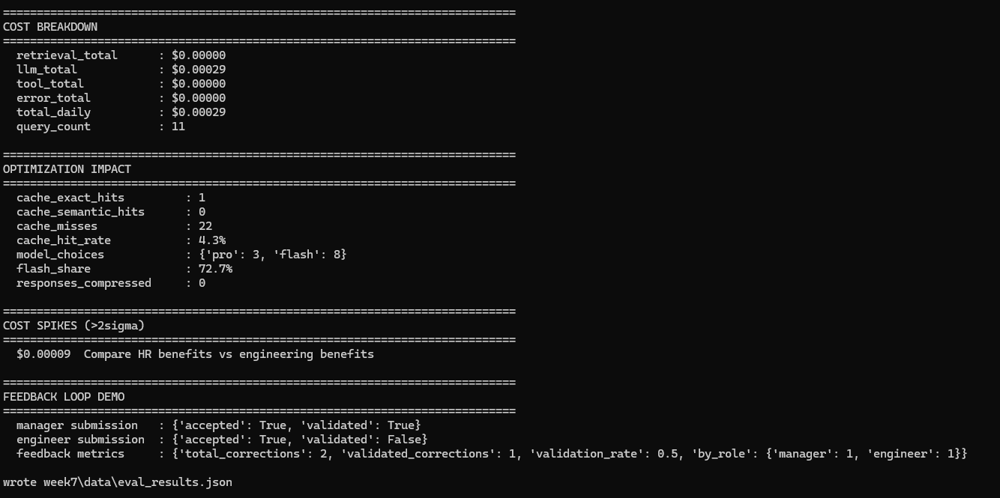 ============================================================================
COST BREAKDOWN
============================================================================
  retrieval_total      : $0.00000
  llm_total            : $0.00029
  tool_total           : $0.00000
  error_total          : $0.00000
  total_daily          : $0.00029
  query_count          : 11

============================================================================
OPTIMIZATION IMPACT
============================================================================
  cache_exact_hits         : 1
  cache_semantic_hits      : 0
  cache_misses             : 22
  cache_hit_rate           : 4.3%
  model_choices            : {'pro': 3, 'flash': 8}
  flash_share              : 72.7%
  responses_compressed     : 0

============================================================================
COST SPIKES (>2sigma)
============================================================================
  $0.00009  Compare HR benefits vs engineering benefits

============================================================================
FEEDBACK LOOP DEMO
============================================================================
  manager submission   : {'accepted': True, 'validated': True}
  engineer submission  : {'accepted': True, 'validated': False}
  feedback metrics     : {'total_corrections': 2, 'validated_corrections': 1, 'validation_rate': 0.5, 'by_role': {'manager': 1, 'engineer': 1}}

wrote week7\data\eval_results.json